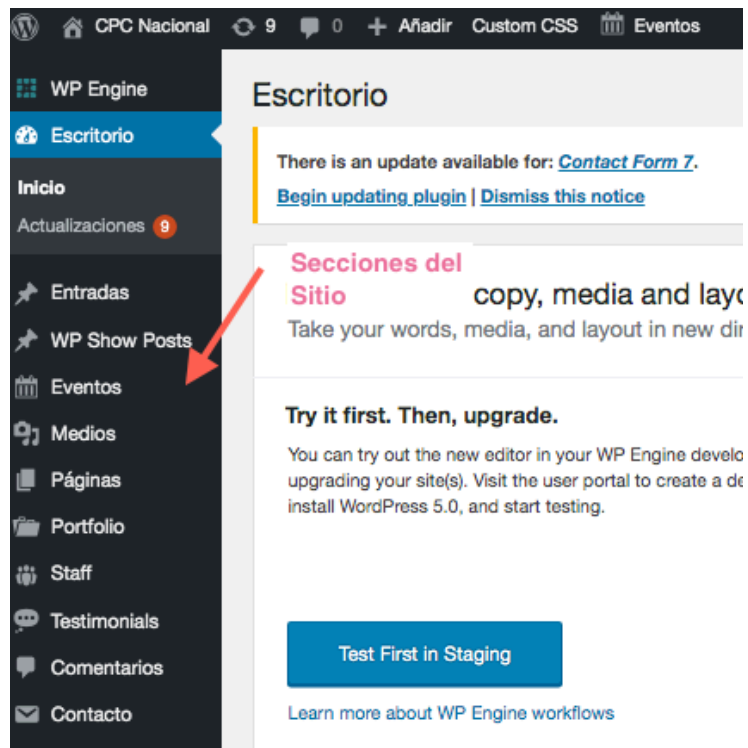 CPC Nacional 9 0 + Añadir Custom CSS Eventos
WP Engine
Escritorio
Inicio
Actualizaciones 9
Entradas
WP Show Posts
Eventos
Medios
Páginas
Portfolio
Staff
Testimonials
Comentarios
Contacto
Escritorio
There is an update available for: Contact Form 7.
Begin updating plugin | Dismiss this notice
Secciones del
Sitio
copy, media and layo
Take your words, media, and layout in new dir
Try it first. Then, upgrade.
You can try out the new editor in your WP Engine develo
upgrading your site(s). Visit the user portal to create a de
install WordPress 5.0, and start testing.
Test First in Staging
Learn more about WP Engine workflows